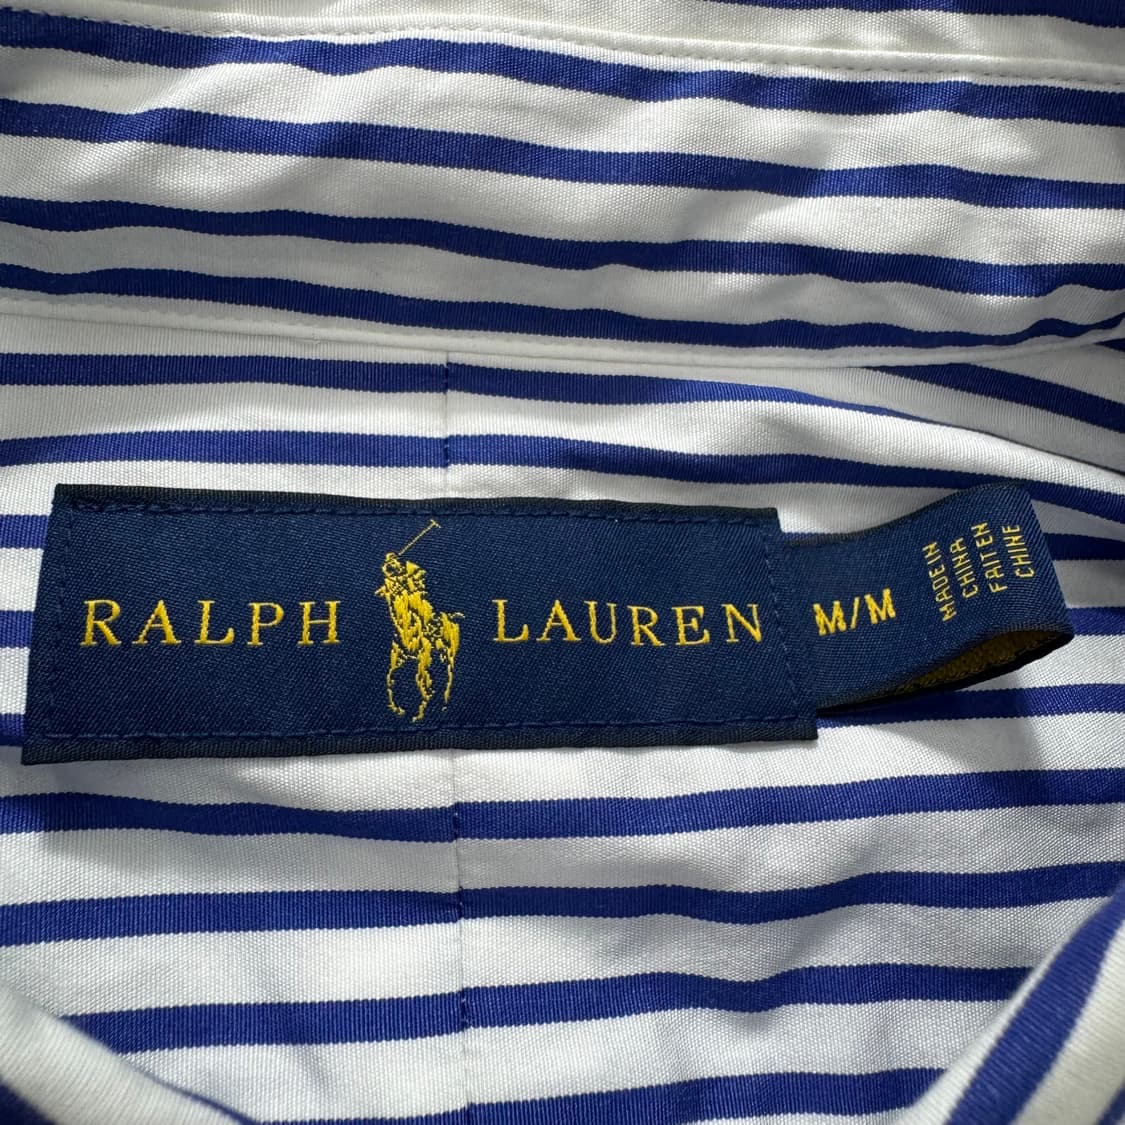 RALPH LAUREN
M/M
MADE IN
CHINA
FAIT EN
CHINE